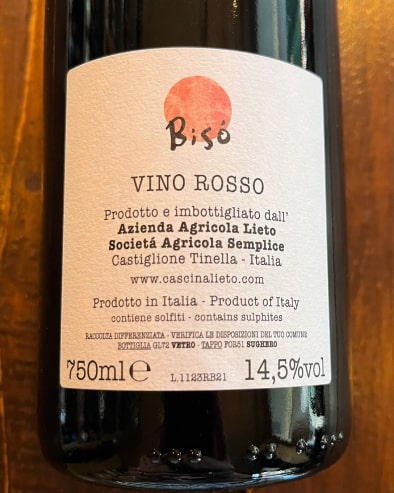 Bisó
VINO ROSSO
Prodotto e imbottigliato dall'
Azienda Agricola Lieto
Societá Agricola Semplice
Castiglione Tinella - Italia
www.cascinalieto.com
Prodotto in Italia - Product of Italy
contiene solfiti - contains sulphites
RACCOLTA DIFFERENZIATA - VERIFICA LE DISPOSIZIONI DEL TUO COMUNE
BOTTIGLIA GL72 VETRO - TAPPO FOR51 SUGHERO
750ml ℮ L.1123RB21 14,5%vol